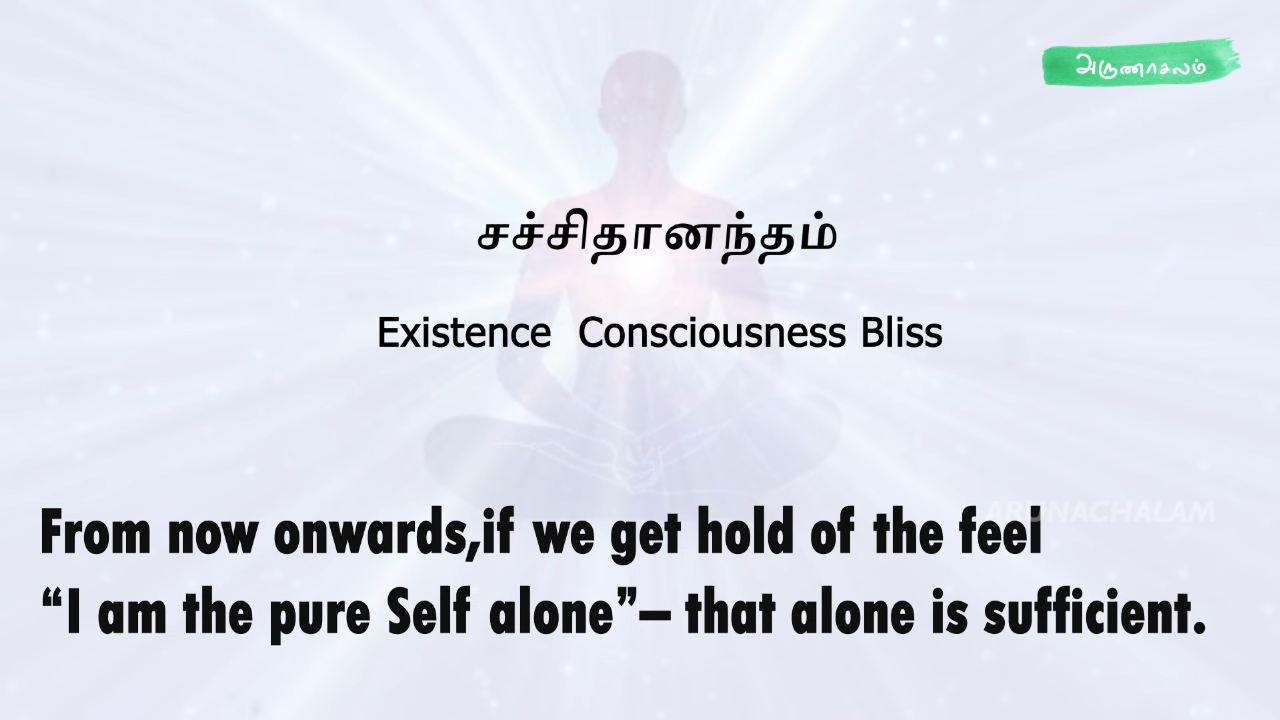 அருணாசலம்
சச்சிதானந்தம்
Existence Consciousness Bliss
ARUNACHALAM
From now onwards,if we get hold of the feel
“I am the pure Self alone”– that alone is sufficient.